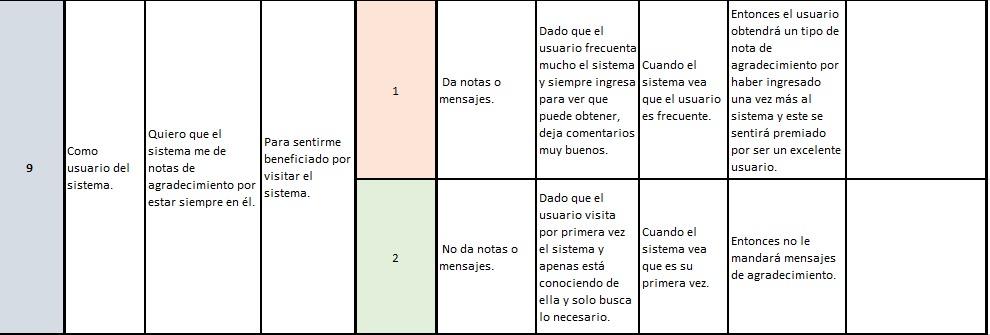 9
Como
usuario del
sistema.
Quiero que el
sistema me de
notas de
agradecimiento por
estar siempre en él.
Para sentirme
beneficiado por
visitar el
sistema.
1
Da notas o
mensajes.
Dado que el
usuario frecuenta
mucho el sistema
y siempre ingresa
para ver que
puede obtener,
deja comentarios
muy buenos.
Cuando el
sistema vea
que el usuario
es frecuente.
Entonces el usuario
obtendrá un tipo de
nota de
agradecimiento por
haber ingresado
una vez más al
sistema y este se
sentirá premiado
por ser un excelente
usuario.
2
No da notas o
mensajes.
Dado que el
usuario visita
por primera vez
el sistema y
apenas está
conociendo de
ella y solo busca
lo necesario.
Cuando el
sistema vea
que es su
primera vez.
Entonces no le
mandará mensajes
de agradecimiento.